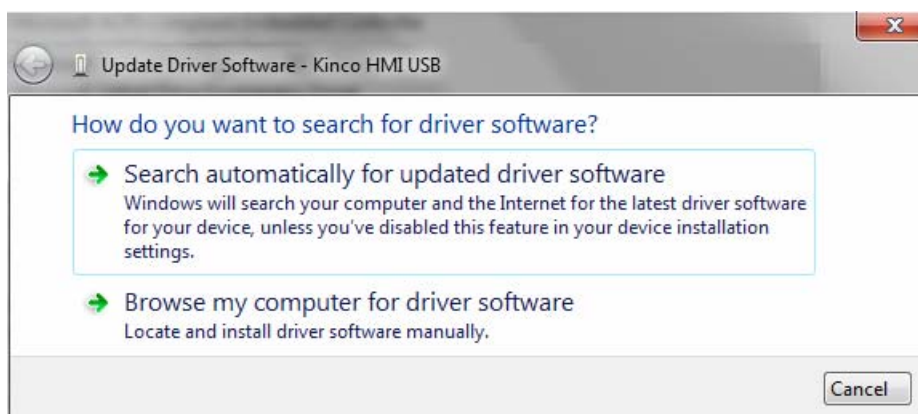 Update Driver Software - Kinco HMI USB
How do you want to search for driver software?
Search automatically for updated driver software
Windows will search your computer and the Internet for the latest driver software
for your device, unless you've disabled this feature in your device installation
settings.
Browse my computer for driver software
Locate and install driver software manually.
Cancel